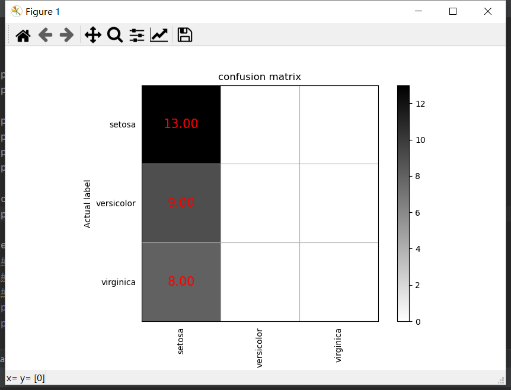 Figure 1
confusion matrix
setosa
versicolor
virginica
Actual label
13.00
9.00
8.00
setosa
versicolor
virginica
12
10
8
6
4
2
0
x= y= [0]